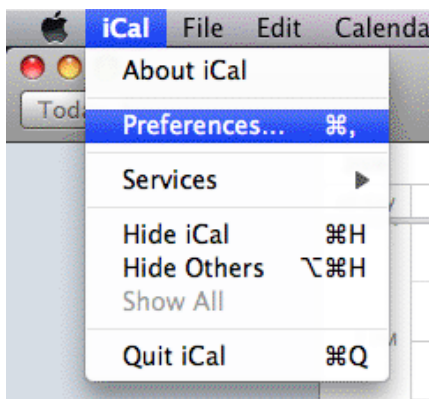 iCal File Edit Calenda
Toda
About iCal
Preferences... ⌘,
Services ▶
Hide iCal ⌘H
Hide Others ⌥⌘H
Show All
Quit iCal ⌘Q